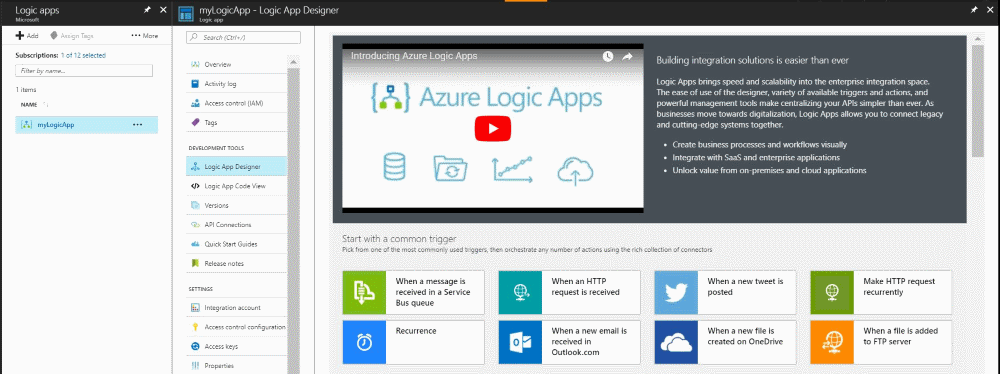 Logic apps
Microsoft
Add
Assign Tags
More
Subscriptions: 1 of 12 selected
Filter by name...
1 items
NAME
myLogicApp
myLogicApp - Logic App Designer
Logic app
Search (Ctrl+/)
Overview
Activity log
Access control (IAM)
Tags
DEVELOPMENT TOOLS
Logic App Designer
Logic App Code View
Versions
API Connections
Quick Start Guides
Release notes
SETTINGS
Integration account
Access control configuration
Access keys
Properties
Introducing Azure Logic Apps
Azure Logic Apps
Building integration solutions is easier than ever
Logic Apps brings speed and scalability into the enterprise integration space.
The ease of use of the designer, variety of available triggers and actions, and
powerful management tools make centralizing your APIs simpler than ever. As
businesses move towards digitalization, Logic Apps allows you to connect legacy
and cutting-edge systems together.
• Create business processes and workflows visually
• Integrate with SaaS and enterprise applications
• Unlock value from on-premises and cloud applications
Start with a common trigger
Pick from one of the most commonly used triggers, then orchestrate any number of actions using the rich collection of connectors
When a message is
received in a Service
Bus queue
When an HTTP
request is received
When a new tweet is
posted
Make HTTP request
recurrently
Recurrence
When a new email is
received in
Outlook.com
When a new file is
created on OneDrive
When a file is added
to FTP server